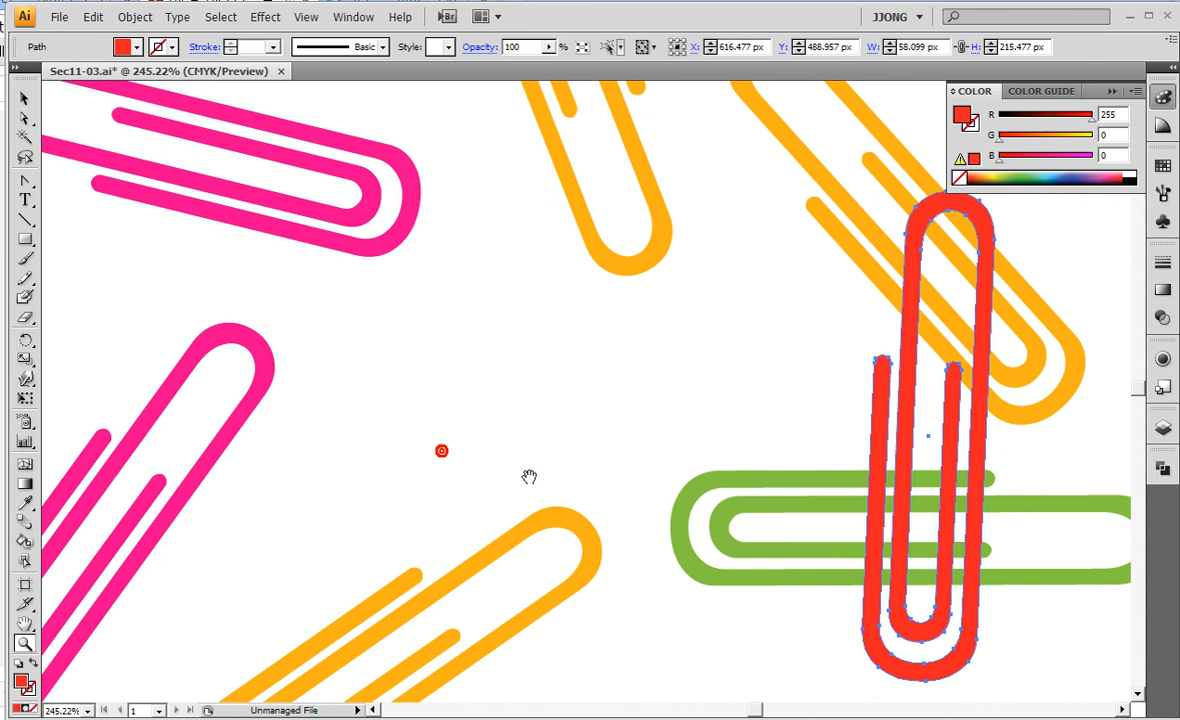 Ai File Edit Object Type Select Effect View Window Help Br JJONG
Path Stroke: Basic Style: Opacity: 100 % X: 616.477 px Y: 488.957 px W: 58.099 px H: 215.477 px
Sec11-03.ai* @ 245.22% (CMYK/Preview)
COLOR COLOR GUIDE
R 255
G 0
B 0
T
245.22% 1 Unmanaged File